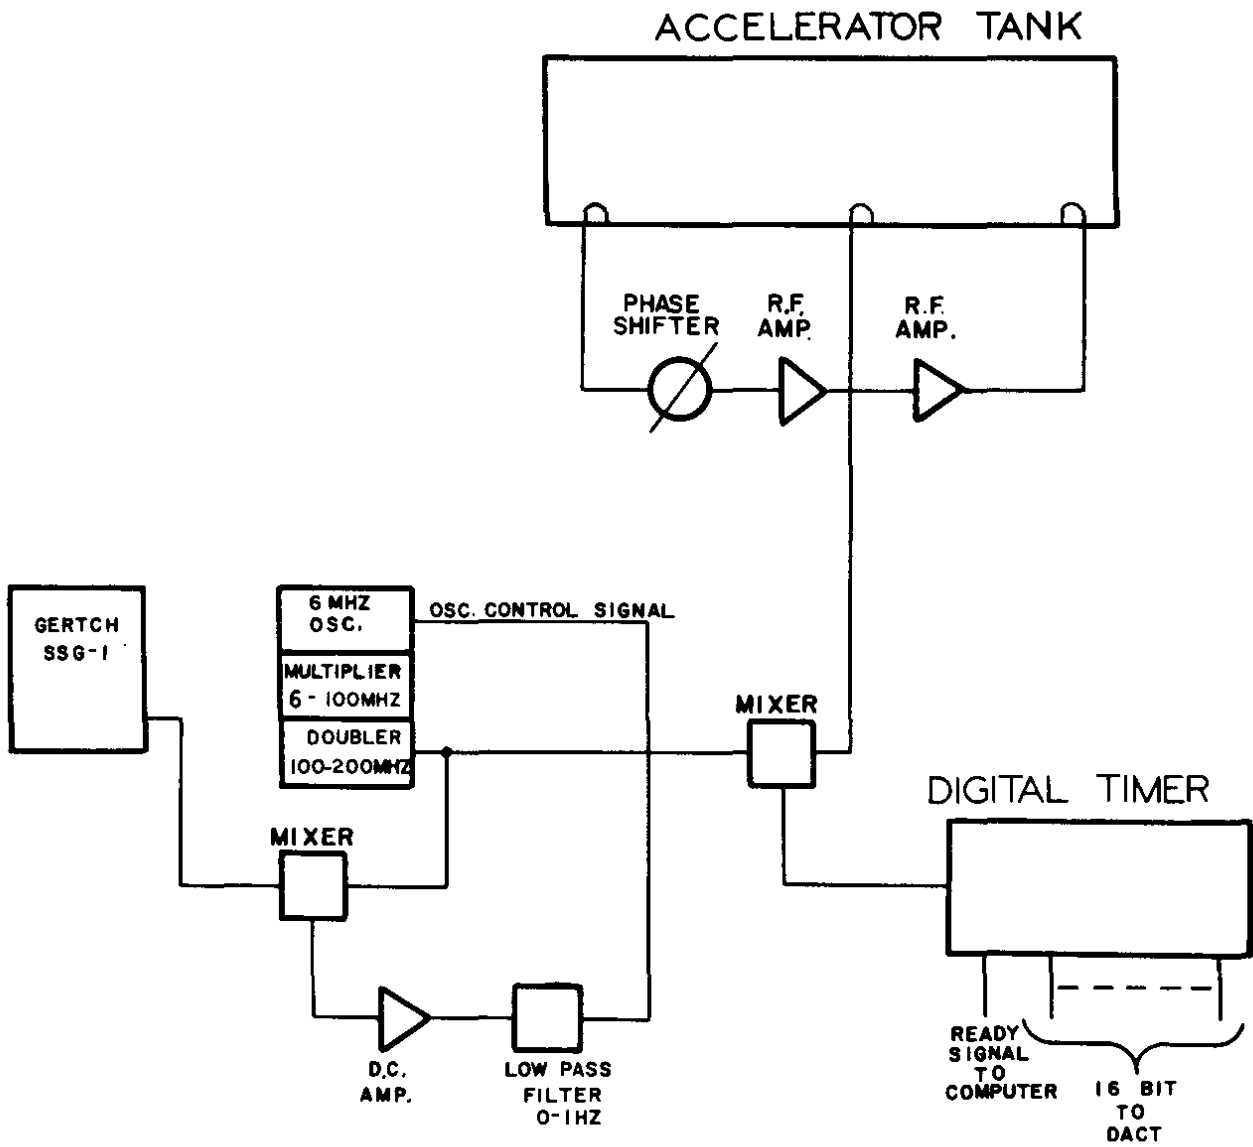 ACCELERATOR TANK
PHASE
SHIFTER
R.F.
AMP.
R.F.
AMP.
GERTCH
SSG-1
6 MHZ
OSC.
OSC. CONTROL SIGNAL
MULTIPLIER
6 - 100MHZ
DOUBLER
100-200MHZ
MIXER
MIXER
DIGITAL TIMER
D.C.
AMP.
LOW PASS
FILTER
0-1HZ
READY
SIGNAL
TO
COMPUTER
16 BIT
TO
DACT